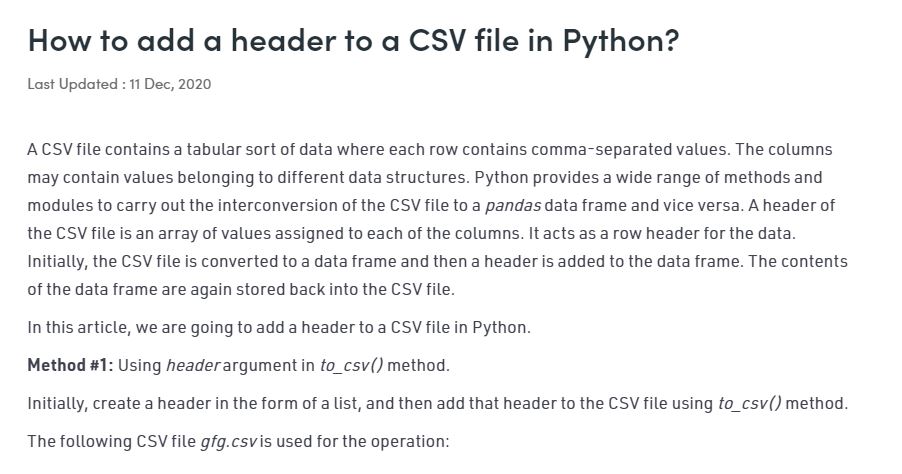 How to add a header to a CSV file in Python?
Last Updated : 11 Dec, 2020
A CSV file contains a tabular sort of data where each row contains comma-separated values. The columns
may contain values belonging to different data structures. Python provides a wide range of methods and
modules to carry out the interconversion of the CSV file to a pandas data frame and vice versa. A header of
the CSV file is an array of values assigned to each of the columns. It acts as a row header for the data.
Initially, the CSV file is converted to a data frame and then a header is added to the data frame. The contents
of the data frame are again stored back into the CSV file.
In this article, we are going to add a header to a CSV file in Python.
Method #1: Using header argument in to_csv() method.
Initially, create a header in the form of a list, and then add that header to the CSV file using to_csv() method.
The following CSV file gfg.csv is used for the operation: